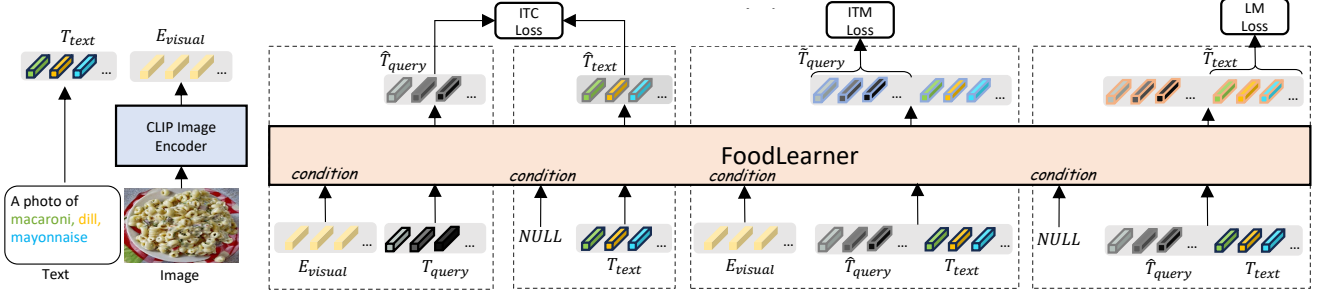 T_text
E_visual
...
...
CLIP Image
Encoder
A photo of
macaroni, dill,
mayonnaise
Text
Image
ITC
Loss
ITM
Loss
LM
Loss
T̂_query
T̂_text
T̃_query
T̃_text
...
...
...
...
...
...
FoodLearner
condition
condition
condition
condition
...
...
NULL
...
...
...
...
NULL
...
...
E_visual
T_query
T_text
E_visual
T̂_query
T_text
T̂_query
T_text